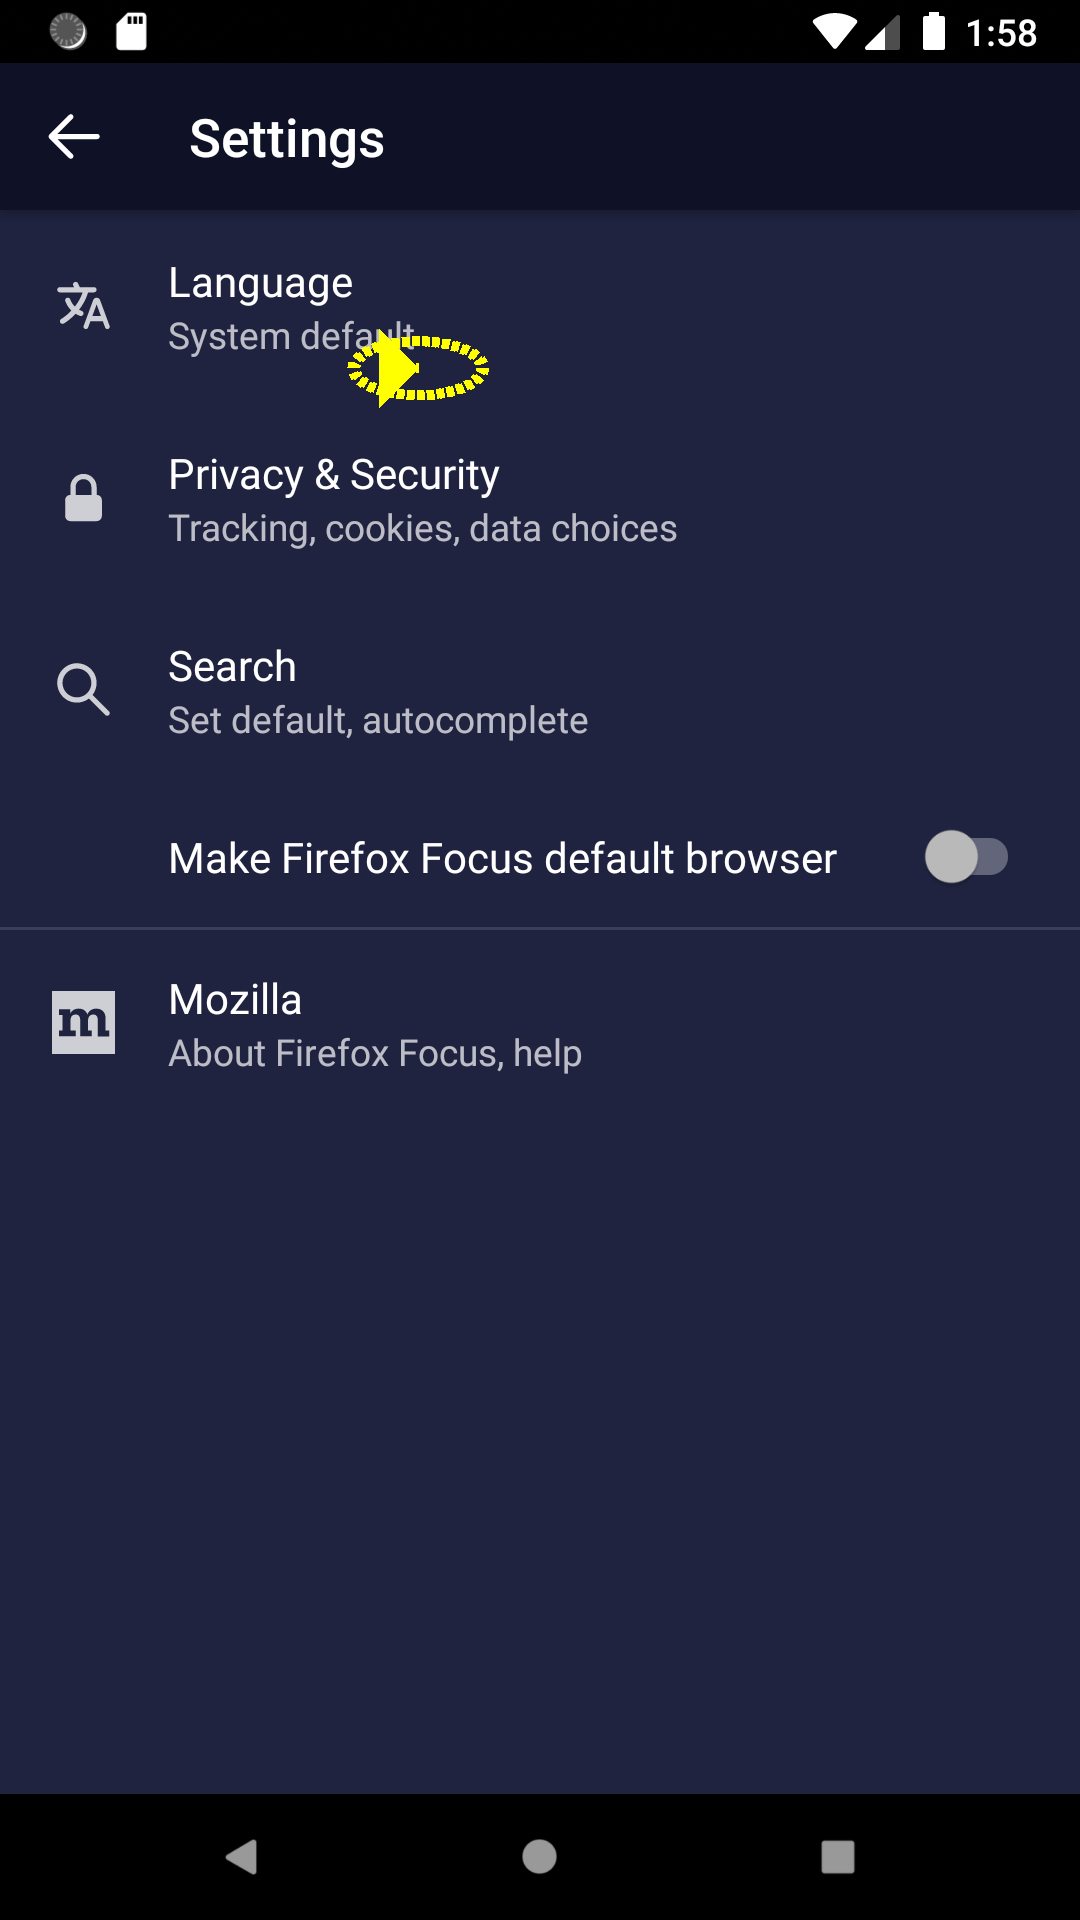 1:58
Settings
Language
System default
Privacy & Security
Tracking, cookies, data choices
Search
Set default, autocomplete
Make Firefox Focus default browser
m
Mozilla
About Firefox Focus, help